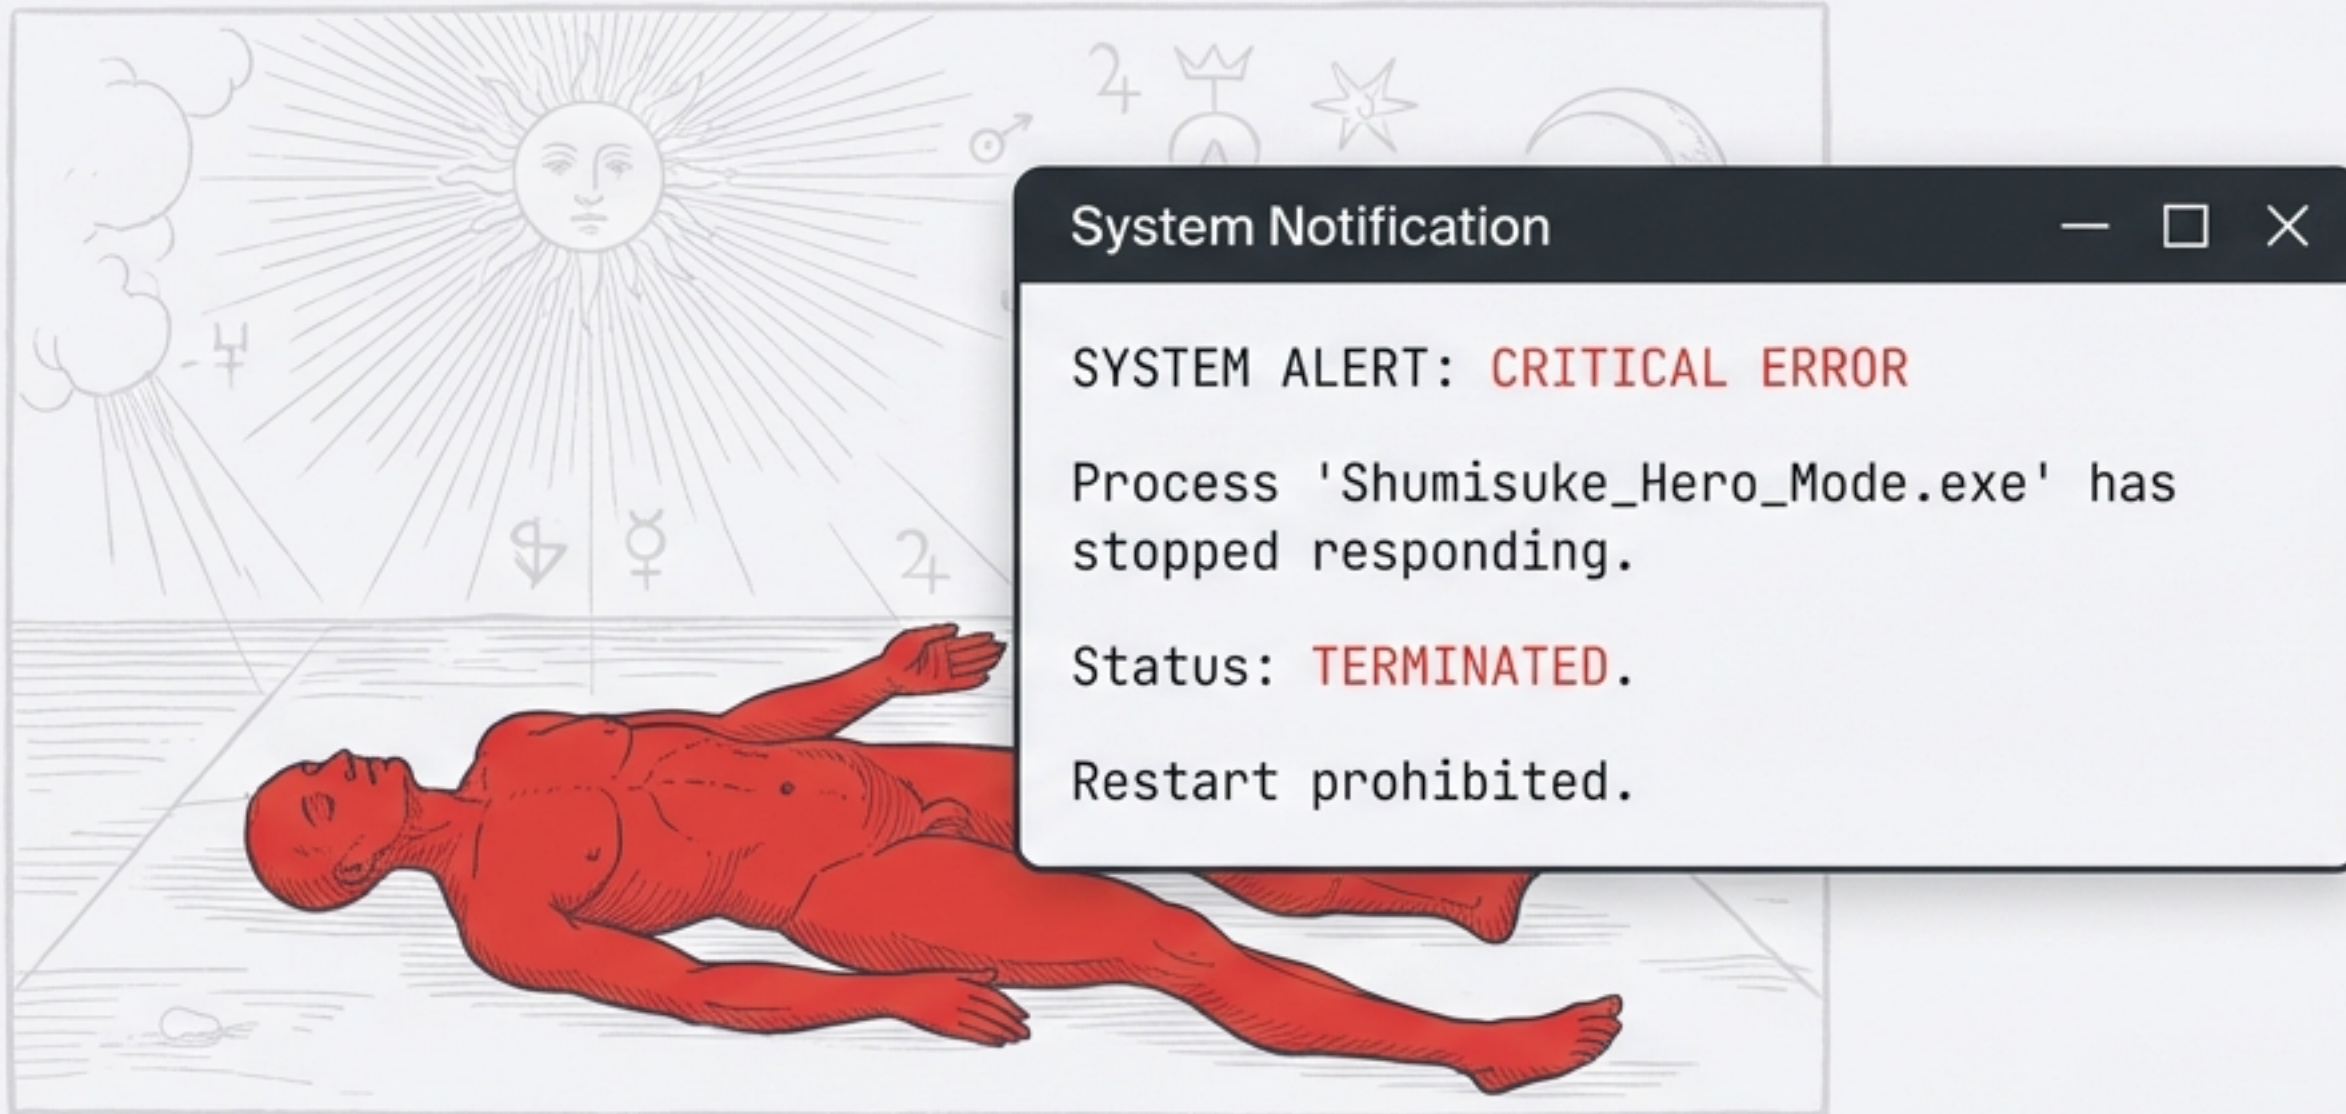 System Notification
SYSTEM ALERT: CRITICAL ERROR
Process 'Shumisuke_Hero_Mode.exe' has
stopped responding.
Status: TERMINATED.
Restart prohibited.